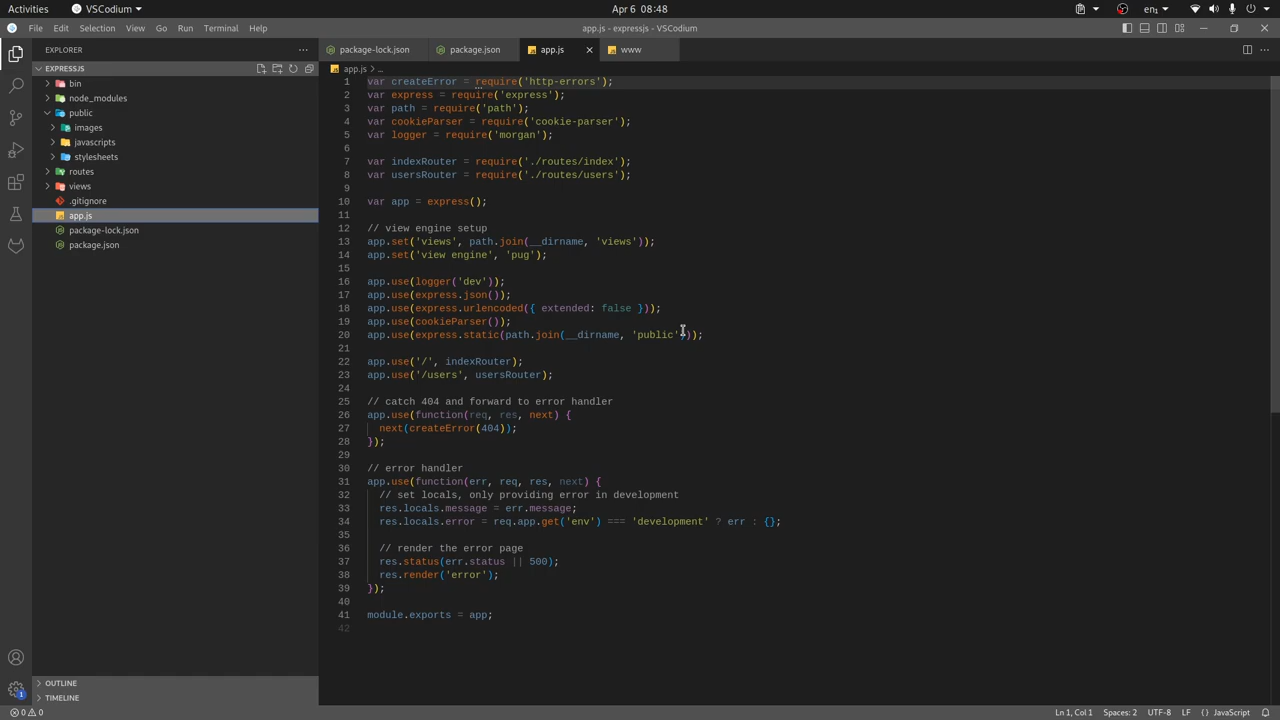 Activities
VSCodium
Apr 6 08:48
en₁
File Edit Selection View Go Run Terminal Help
app.js - expressjs - VSCodium
EXPLORER
package-lock.json
package.json
app.js
www
EXPRESSJS
bin
node_modules
public
images
javascripts
stylesheets
routes
views
.gitignore
app.js
package-lock.json
package.json
app.js > ...
1 var createError = require('http-errors');
2 var express = require('express');
3 var path = require('path');
4 var cookieParser = require('cookie-parser');
5 var logger = require('morgan');
6
7 var indexRouter = require('./routes/index');
8 var usersRouter = require('./routes/users');
9
10 var app = express();
11
12 // view engine setup
13 app.set('views', path.join(__dirname, 'views'));
14 app.set('view engine', 'pug');
15
16 app.use(logger('dev'));
17 app.use(express.json());
18 app.use(express.urlencoded({ extended: false }));
19 app.use(cookieParser());
20 app.use(express.static(path.join(__dirname, 'public')));
21
22 app.use('/', indexRouter);
23 app.use('/users', usersRouter);
24
25 // catch 404 and forward to error handler
26 app.use(function(req, res, next) {
27   next(createError(404));
28 });
29
30 // error handler
31 app.use(function(err, req, res, next) {
32   // set locals, only providing error in development
33   res.locals.message = err.message;
34   res.locals.error = req.app.get('env') === 'development' ? err : {};
35
36   // render the error page
37   res.status(err.status || 500);
38   res.render('error');
39 });
40
41 module.exports = app;
42
OUTLINE
TIMELINE
1
0 0
Ln 1, Col 1
Spaces: 2
UTF-8
LF
{} JavaScript